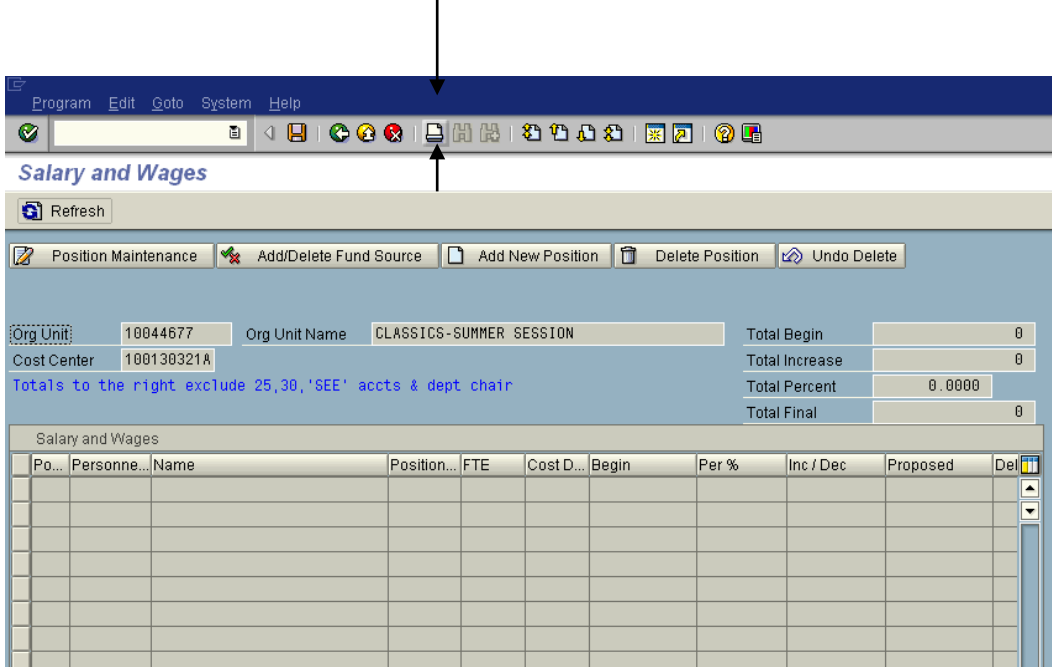 Program Edit Goto System Help
Salary and Wages
Refresh
Position Maintenance Add/Delete Fund Source Add New Position Delete Position Undo Delete
Org Unit 10044677 Org Unit Name CLASSICS-SUMMER SESSION Total Begin 0
Cost Center 100130321A Total Increase 0
Totals to the right exclude 25,30,'SEE' accts & dept chair Total Percent 0.0000
Total Final 0
Salary and Wages
Po... Personne... Name Position... FTE Cost D... Begin Per % Inc / Dec Proposed Del